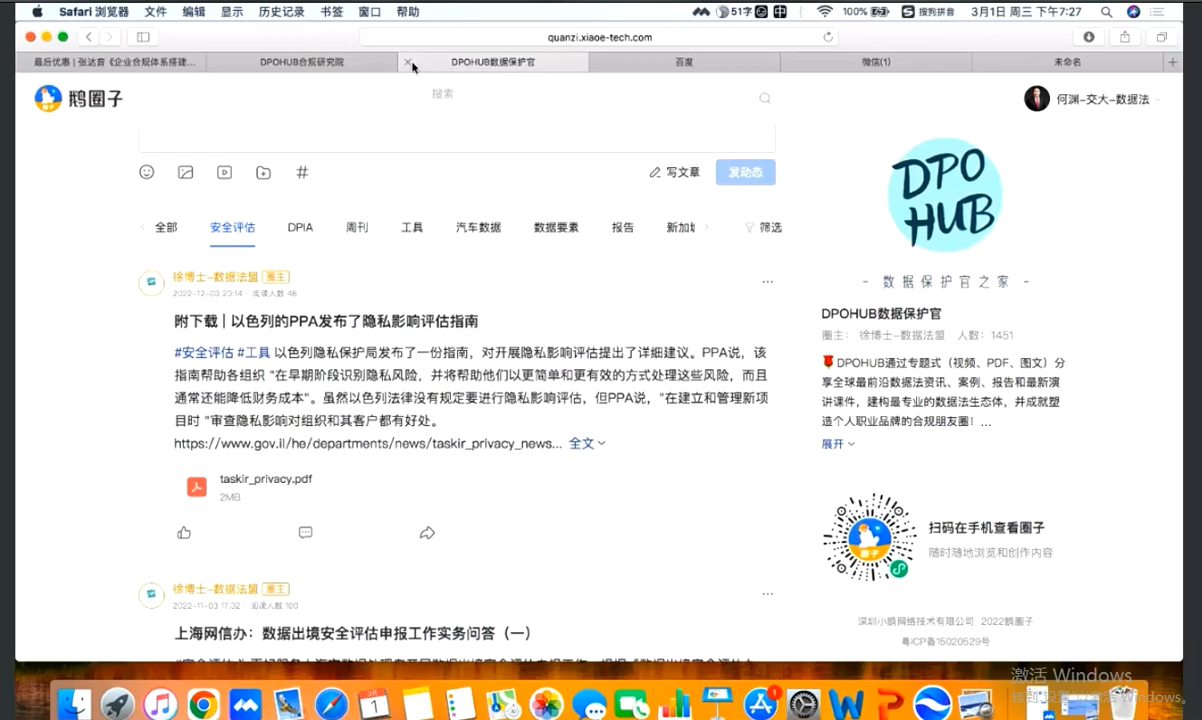 Safari 浏览器 文件 编辑 显示 历史记录 书签 窗口 帮助 51字 100% 搜狗拼音 3月1日 周三 下午7:27
quanzi.xiaoe-tech.com
最后优惠 | 张达音《企业合规体系搭建... DPOHUB合规研究院 DPOHUB数据保护官 百度 微信(1) 未命名
鹅圈子 搜索 何渊-交大-数据法
# 写文章 发动态
全部 安全评估 DPIA 周刊 工具 汽车数据 数据要素 报告 新加坡 筛选
徐博士-数据法盟 圈主
2022-12-03 23:14 · 阅读人数 48
附下载 | 以色列的PPA发布了隐私影响评估指南
#安全评估 #工具 以色列隐私保护局发布了一份指南，对开展隐私影响评估提出了详细建议。PPA说，该
指南帮助各组织 "在早期阶段识别隐私风险，并将帮助他们以更简单和更有效的方式处理这些风险，而且
通常还能降低财务成本"。虽然以色列法律没有规定要进行隐私影响评估，但PPA说，"在建立和管理新项
目时 "审查隐私影响对组织和其客户都有好处。
https://www.gov.il/he/departments/news/taskir_privacy_news... 全文
taskir_privacy.pdf
2MB
徐博士-数据法盟 圈主
2022-11-03 17:32 · 阅读人数 100
上海网信办：数据出境安全评估申报工作实务问答（一）
DPO
HUB
- 数据保护官之家 -
DPOHUB数据保护官
圈主： 徐博士-数据法盟 人数：1451
DPOHUB通过专题式（视频、PDF、图文）分
享全球最前沿数据法资讯、案例、报告和最新演
讲课件，建构最专业的数据法生态体，并成就塑
造个人职业品牌的合规朋友圈！...
展开
圈子
扫码在手机查看圈子
随时随地浏览和创作内容
深圳小鹅网络技术有限公司 2022鹅圈子
粤ICP备15020529号
激活 Windows